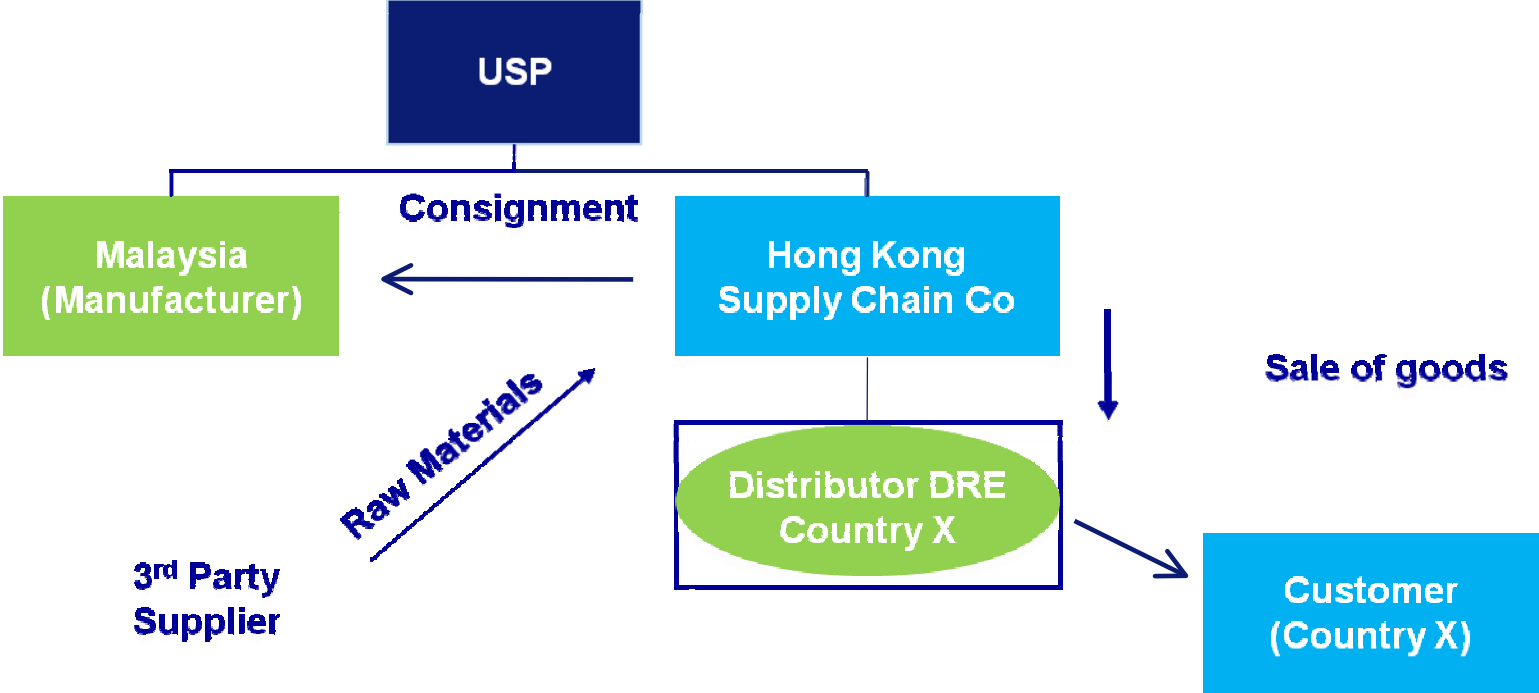 USP
Consignment
Malaysia
(Manufacturer)
Hong Kong
Supply Chain Co
Sale of goods
Raw Materials
Distributor DRE
Country X
3rd Party
Supplier
Customer
(Country X)